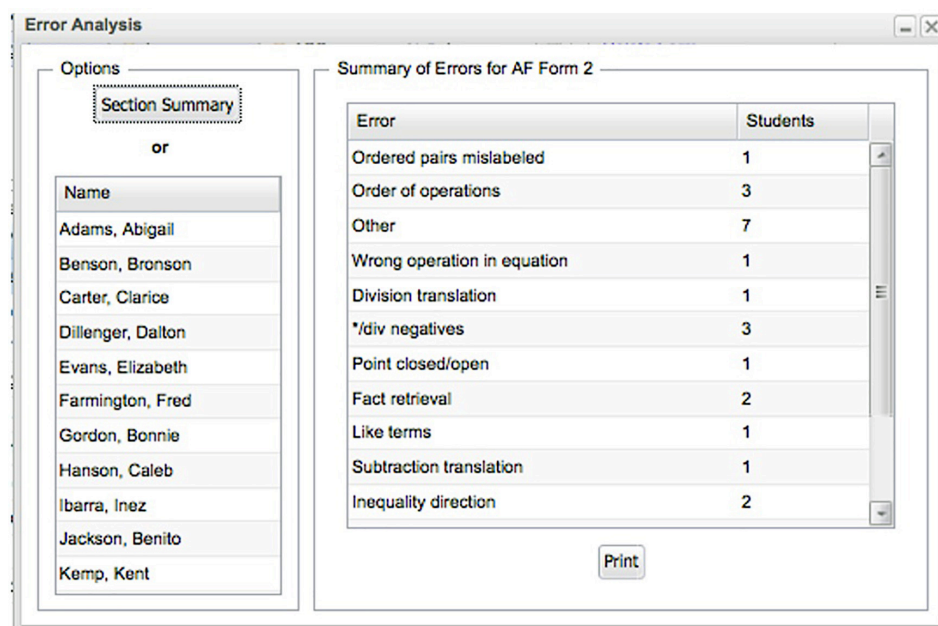 Error Analysis
Options
Section Summary
or
Name
Adams, Abigail
Benson, Bronson
Carter, Clarice
Dillenger, Dalton
Evans, Elizabeth
Farmington, Fred
Gordon, Bonnie
Hanson, Caleb
Ibarra, Inez
Jackson, Benito
Kemp, Kent
Summary of Errors for AF Form 2
Error Students
Ordered pairs mislabeled 1
Order of operations 3
Other 7
Wrong operation in equation 1
Division translation 1
*/div negatives 3
Point closed/open 1
Fact retrieval 2
Like terms 1
Subtraction translation 1
Inequality direction 2
Print